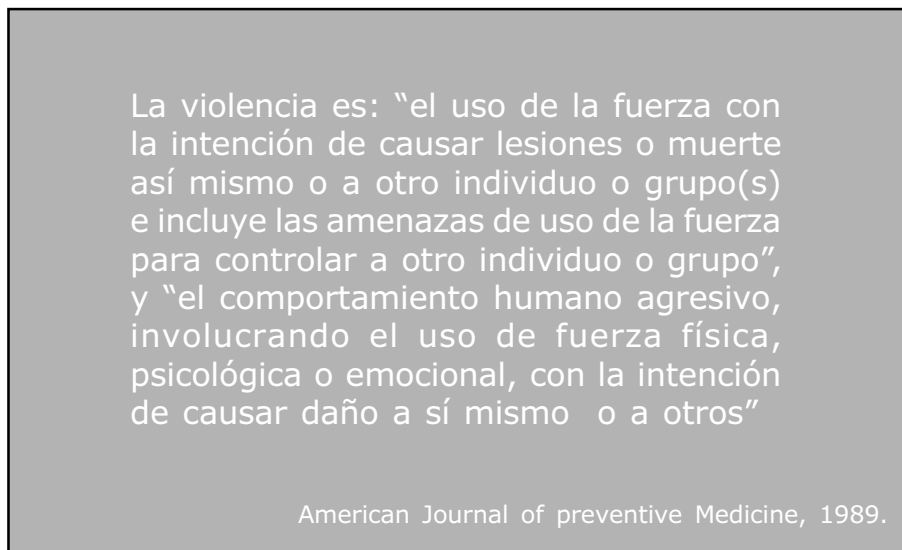 La violencia es: “el uso de la fuerza con
la intención de causar lesiones o muerte
así mismo o a otro individuo o grupo(s)
e incluye las amenazas de uso de la fuerza
para controlar a otro individuo o grupo”,
y “el comportamiento humano agresivo,
involucrando el uso de fuerza física,
psicológica o emocional, con la intención
de causar daño a sí mismo o a otros”
American Journal of preventive Medicine, 1989.